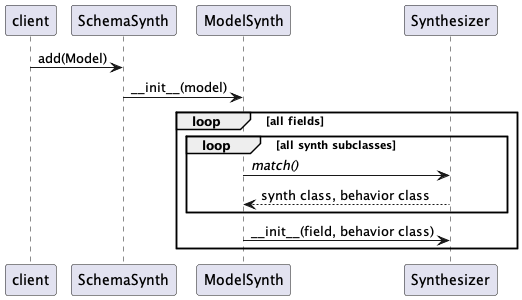 client SchemaSynth ModelSynth Synthesizer
add(Model)
__init__(model)
loop [all fields]
loop [all synth subclasses]
match()
synth class, behavior class
__init__(field, behavior class)
client SchemaSynth ModelSynth Synthesizer